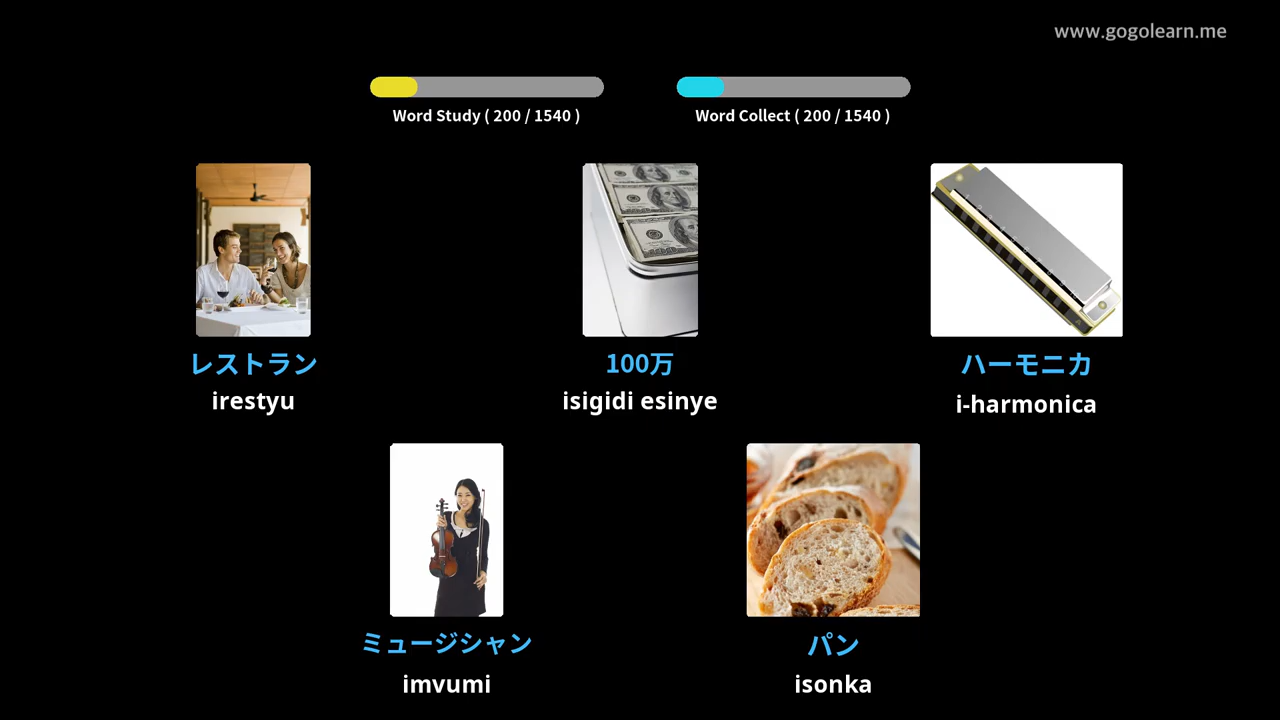 www.gogolearn.me
Word Study ( 200 / 1540 )
Word Collect ( 200 / 1540 )
レストラン
irestyu
100万
isigidi esinye
ハーモニカ
i-harmonica
ミュージシャン
imvumi
パン
isonka